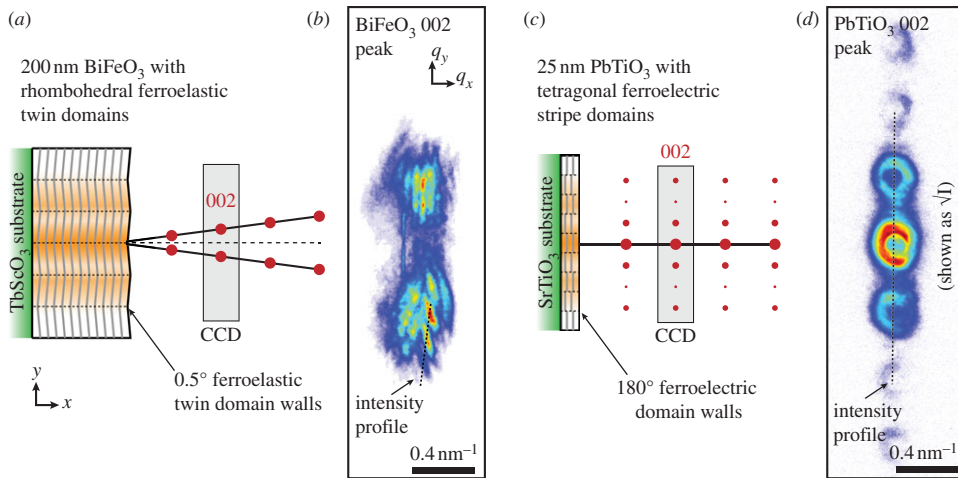 (a)
200 nm BiFeO3 with
rhombohedral ferroelastic
twin domains
TbScO3 substrate
002
CCD
0.5° ferroelastic
twin domain walls
y
x
(b)
BiFeO3 002
peak
qy
qx
intensity
profile
0.4 nm−1
(c)
25 nm PbTiO3 with
tetragonal ferroelectric
stripe domains
SrTiO3 substrate
002
CCD
180° ferroelectric
domain walls
(d)
PbTiO3 002
peak
(shown as √I)
intensity
profile
0.4 nm−1